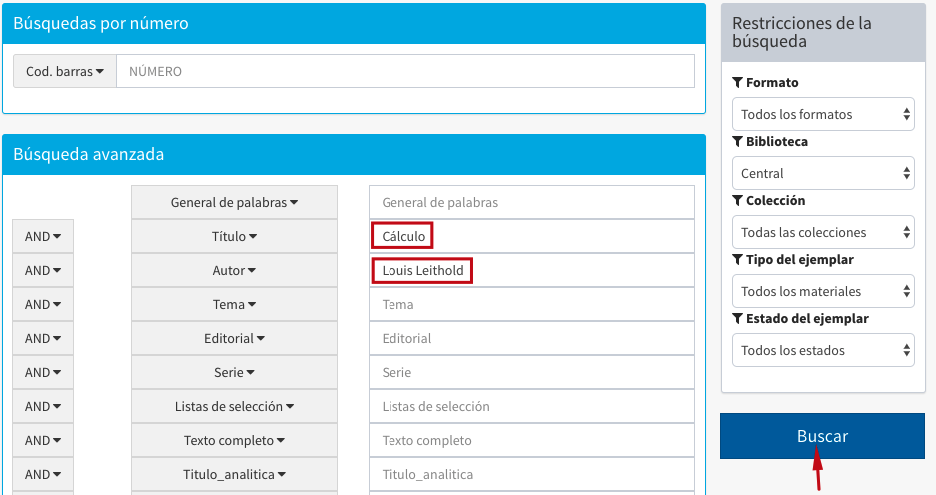 Búsquedas por número
Cod. barras NÚMERO
Búsqueda avanzada
General de palabras General de palabras
AND Título Cálculo
AND Autor Louis Leithold
AND Tema Tema
AND Editorial Editorial
AND Serie Serie
AND Listas de selección Listas de selección
AND Texto completo Texto completo
AND Titulo_analitica Titulo_analitica
Restricciones de la
búsqueda
Formato
Todos los formatos
Biblioteca
Central
Colección
Todas las colecciones
Tipo del ejemplar
Todos los materiales
Estado del ejemplar
Todos los estados
Buscar